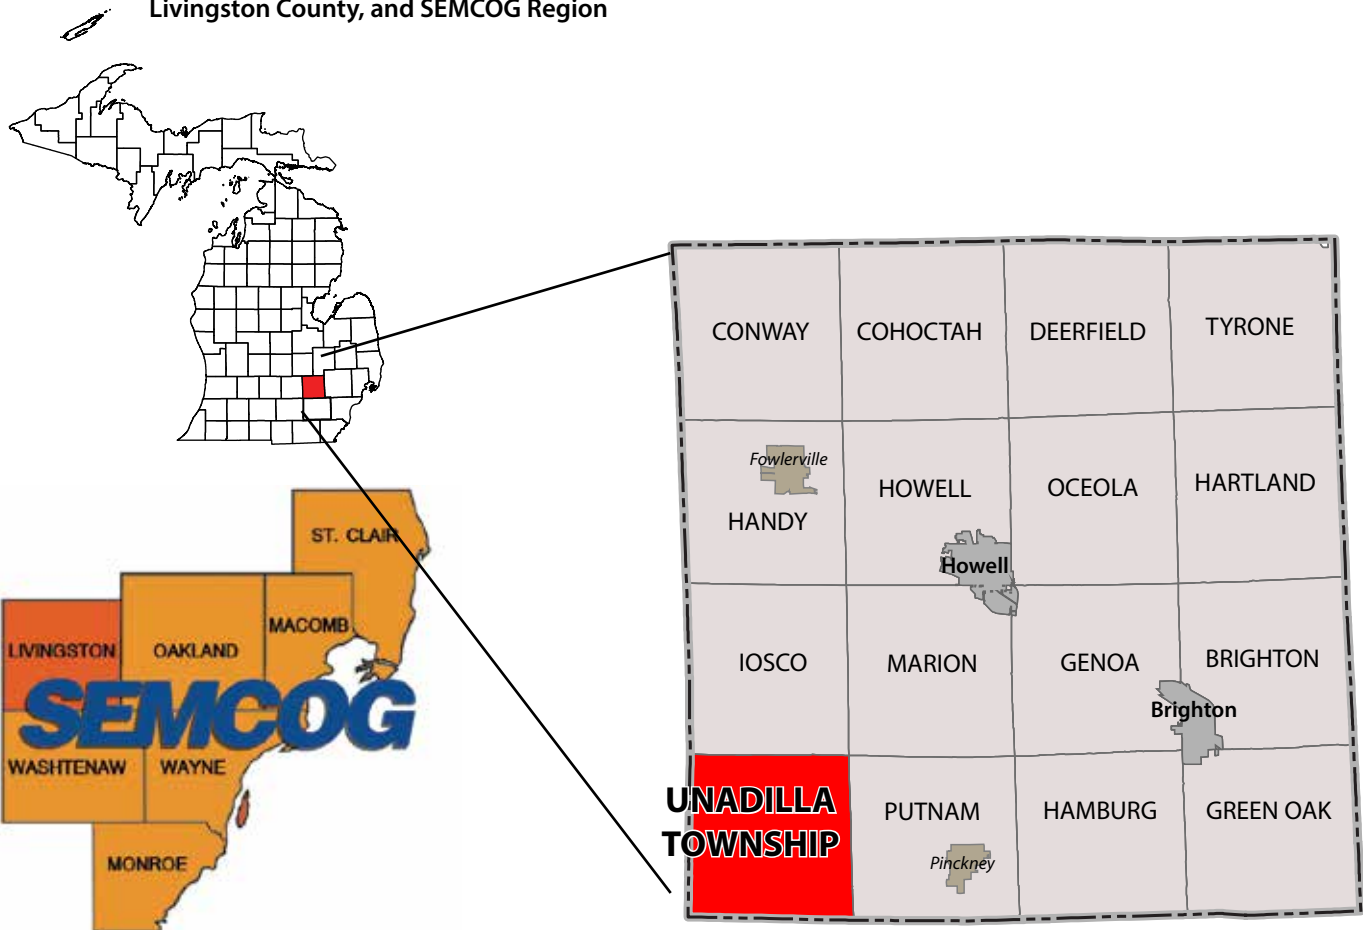 Livingston County, and SEMCOG Region
CONWAY
COHOCTAH
DEERFIELD
TYRONE
Fowlerville
HANDY
HOWELL
OCEOLA
HARTLAND
Howell
IOSCO
MARION
GENOA
BRIGHTON
Brighton
UNADILLA
TOWNSHIP
PUTNAM
HAMBURG
GREEN OAK
Pinckney
ST. CLAIR
MACOMB
LIVINGSTON
OAKLAND
SEMCOG
WASHTENAW
WAYNE
MONROE